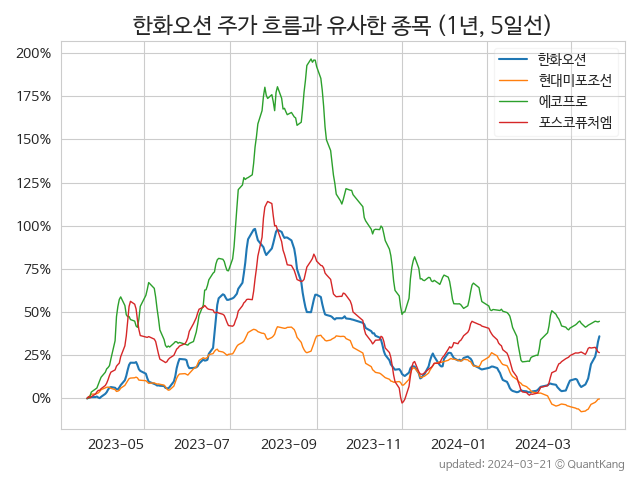 한화오션 주가 흐름과 유사한 종목 (1년, 5일선)
한화오션
현대미포조선
에코프로
포스코퓨처엠
200%
175%
150%
125%
100%
75%
50%
25%
0%
2023-05
2023-07
2023-09
2023-11
2024-01
2024-03
updated: 2024-03-21 © QuantKang